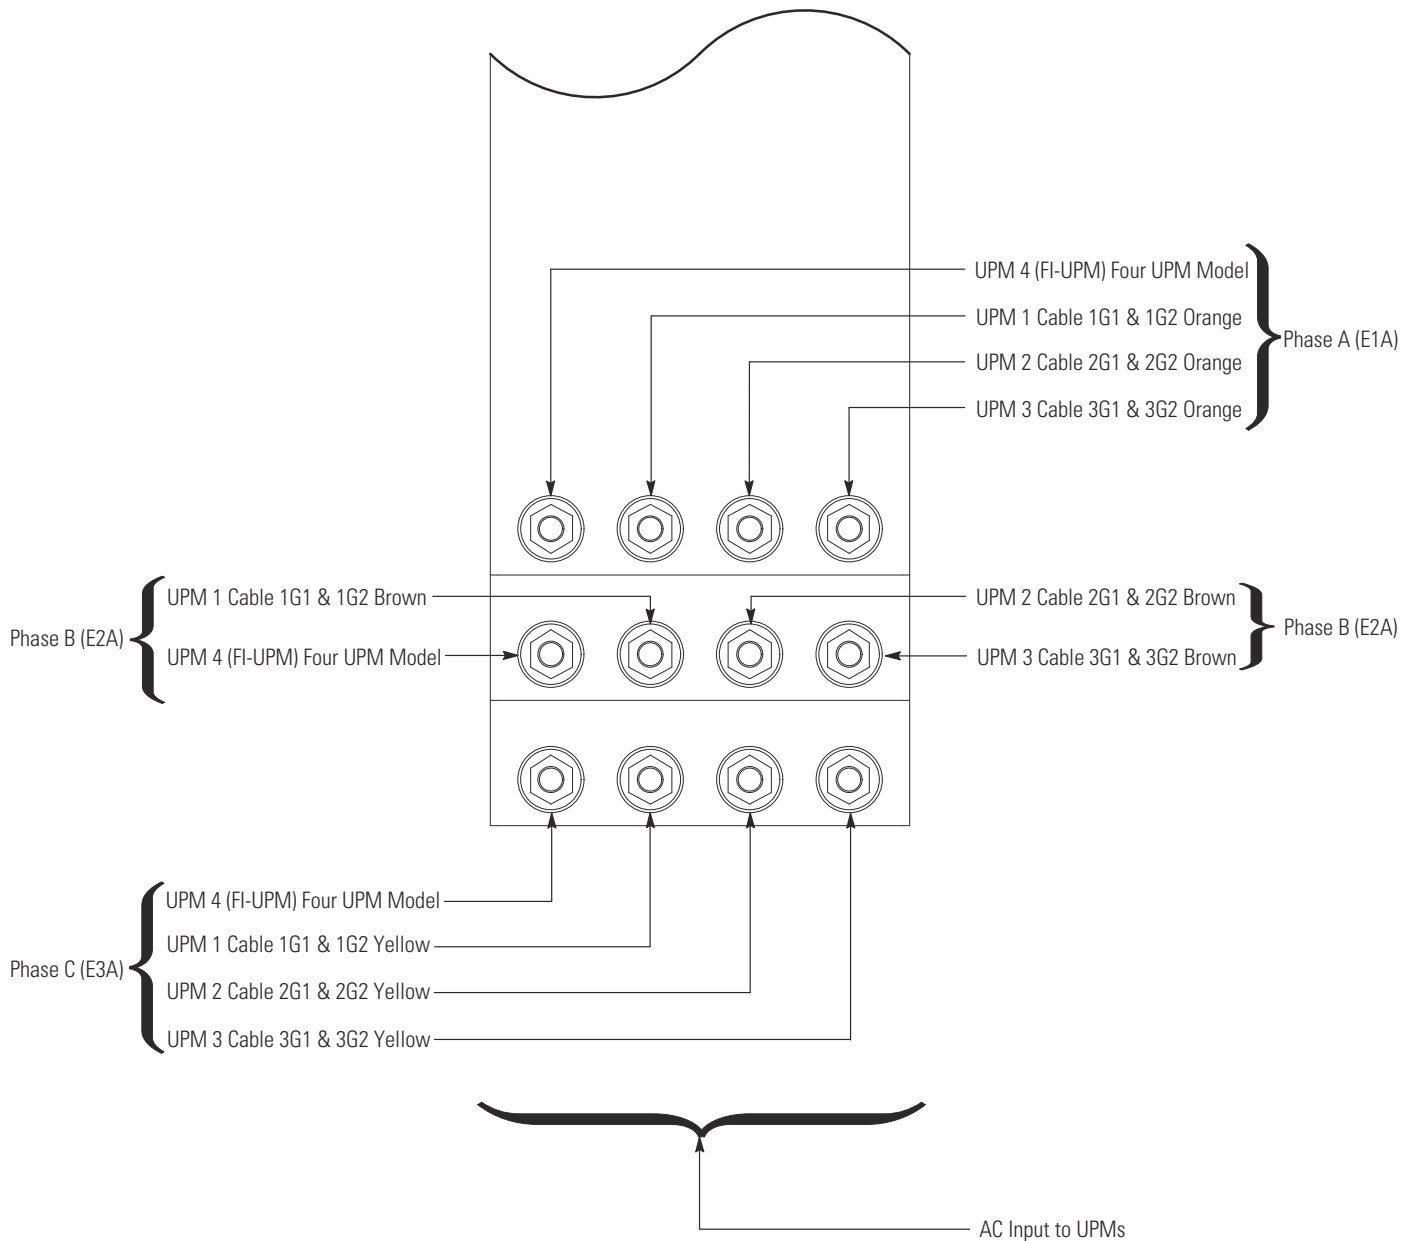 UPM 4 (FI-UPM) Four UPM Model
UPM 1 Cable 1G1 & 1G2 Orange
Phase A (E1A)
UPM 2 Cable 2G1 & 2G2 Orange
UPM 3 Cable 3G1 & 3G2 Orange
UPM 1 Cable 1G1 & 1G2 Brown
Phase B (E2A)
UPM 4 (FI-UPM) Four UPM Model
UPM 2 Cable 2G1 & 2G2 Brown
Phase B (E2A)
UPM 3 Cable 3G1 & 3G2 Brown
UPM 4 (FI-UPM) Four UPM Model
UPM 1 Cable 1G1 & 1G2 Yellow
Phase C (E3A)
UPM 2 Cable 2G1 & 2G2 Yellow
UPM 3 Cable 3G1 & 3G2 Yellow
AC Input to UPMs